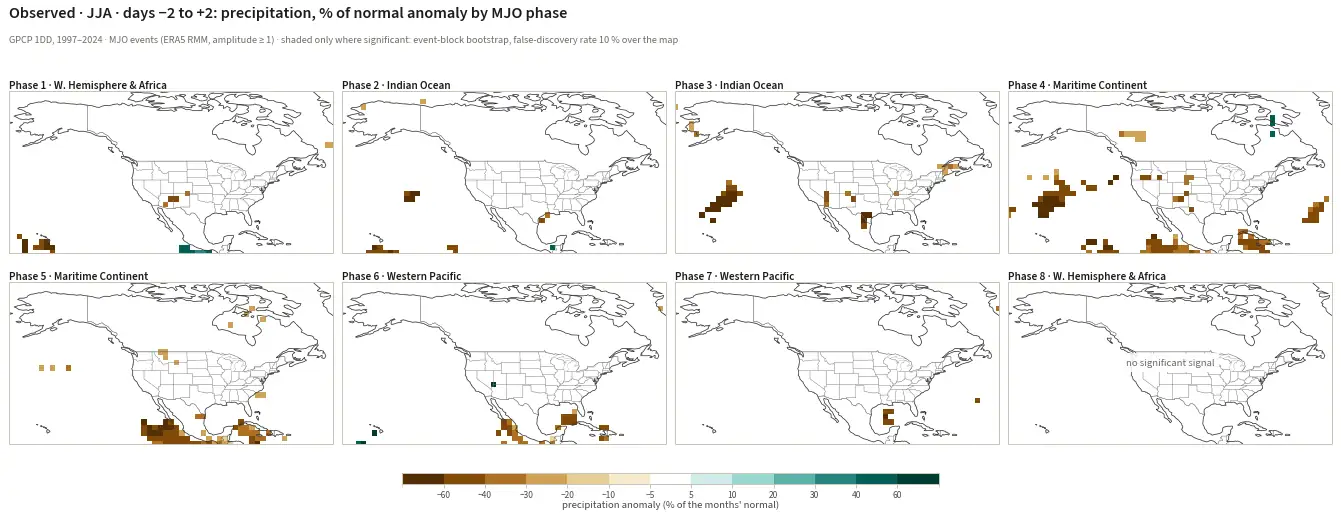 Observed · JJA · days −2 to +2: precipitation, % of normal anomaly by MJO phase
GPCP 1DD, 1997–2024 · MJO events (ERA5 RMM, amplitude ≥ 1) · shaded only where significant: event-block bootstrap, false-discovery rate 10 % over the map
Phase 1 · W. Hemisphere & Africa
Phase 2 · Indian Ocean
Phase 3 · Indian Ocean
Phase 4 · Maritime Continent
Phase 5 · Maritime Continent
Phase 6 · Western Pacific
Phase 7 · Western Pacific
Phase 8 · W. Hemisphere & Africa
no significant signal
−60 −40 −30 −20 −10 −5 5 10 20 30 40 60
precipitation anomaly (% of the months' normal)